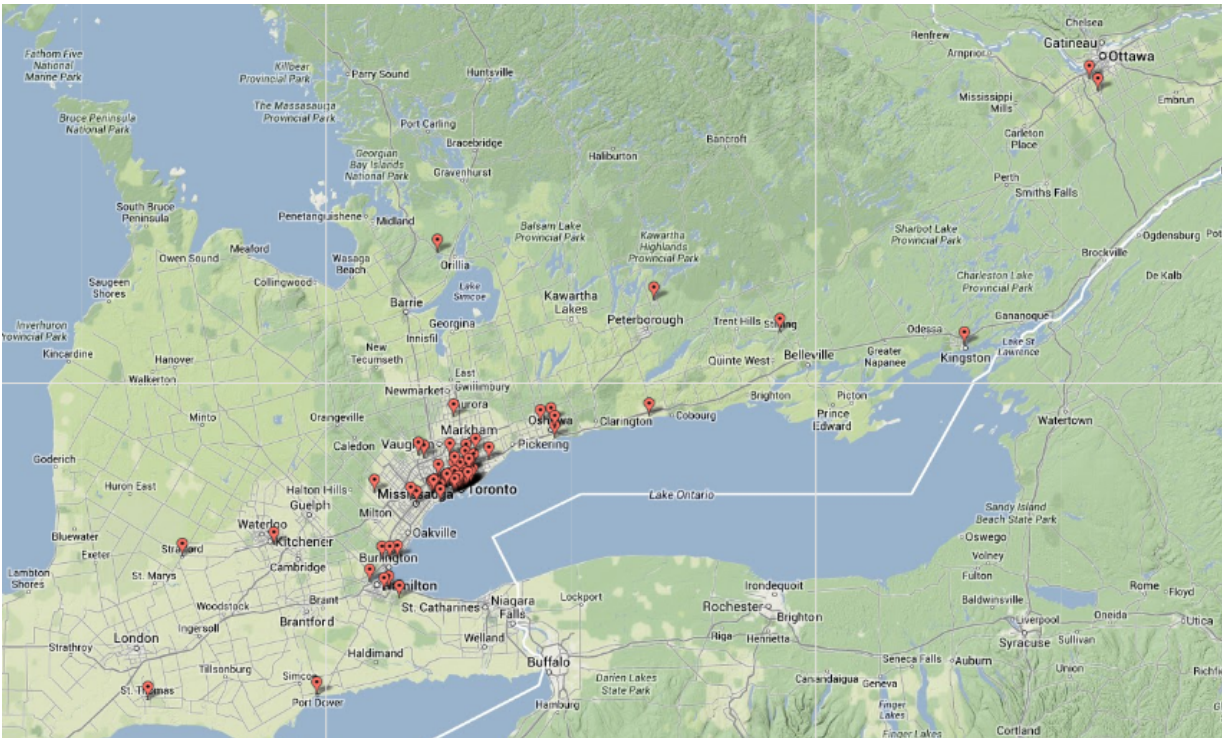 Chelsea
Renfrew
Gatineau
Arnprior
Ottawa
Fathom Five
National
Marine Park
Killbear
Provincial Park
Parry Sound
Huntsville
Mississippi
Mills
Embrun
The Massasauga
Provincial Park
Bruce Peninsula
National Park
Port Carling
Bracebridge
Bancroft
Carleton
Place
Haliburton
Georgian
Bay Islands
National Park
Gravenhurst
Perth
Smiths Falls
South Bruce
Peninsula
Penetanguishene
Midland
Balsam Lake
Provincial Park
Kawartha
Highlands
Provincial Park
Sharbot Lake
Provincial Park
Ogdensburg
Pot
Owen Sound
Meaford
Wasaga
Beach
Orillia
Brockville
Saugeen
Shores
Collingwood
Lake
Simcoe
Charleston Lake
Provincial Park
De Kalb
Barrie
Kawartha
Lakes
Inverhuron
Provincial Park
Georgina
Innisfil
Peterborough
Trent Hills
Odessa
Gananoque
Kincardine
Hanover
New
Tecumseth
Quinte West
Belleville
Greater
Napanee
Kingston
Lake St
Lawrence
Walkerton
East
Gwillimbury
Newmarket
Brighton
Picton
Minto
Orangeville
Aurora
Oshawa
Clarington
Cobourg
Prince
Edward
Watertown
Markham
Caledon
Vaughan
Pickering
Goderich
Huron East
Halton Hills
Mississauga
Toronto
Lake Ontario
Guelph
Milton
Sandy Island
Beach State Park
Waterloo
Bluewater
Oakville
Oswego
Exeter
Stratford
Kitchener
Burlington
Volney
Lambton
Shores
St. Marys
Cambridge
Fulton
Hamilton
Irondequoit
Rome
Floyd
Woodstock
Brant
St. Catharines
Niagara
Falls
Lockport
Rochester
Baldwinsville
Ingersoll
Brantford
Brighton
Liverpool
Oneida
Utica
London
Welland
Riga
Henrietta
Syracuse
Sullivan
Strathroy
Haldimand
Buffalo
Seneca Falls
Auburn
Union
Tillsonburg
Simcoe
Darien Lakes
State Park
Canandaigua
Geneva
Richfi
St. Thomas
Port Dover
Hamburg
Finger
Lakes
Cortland
Finger Lakes